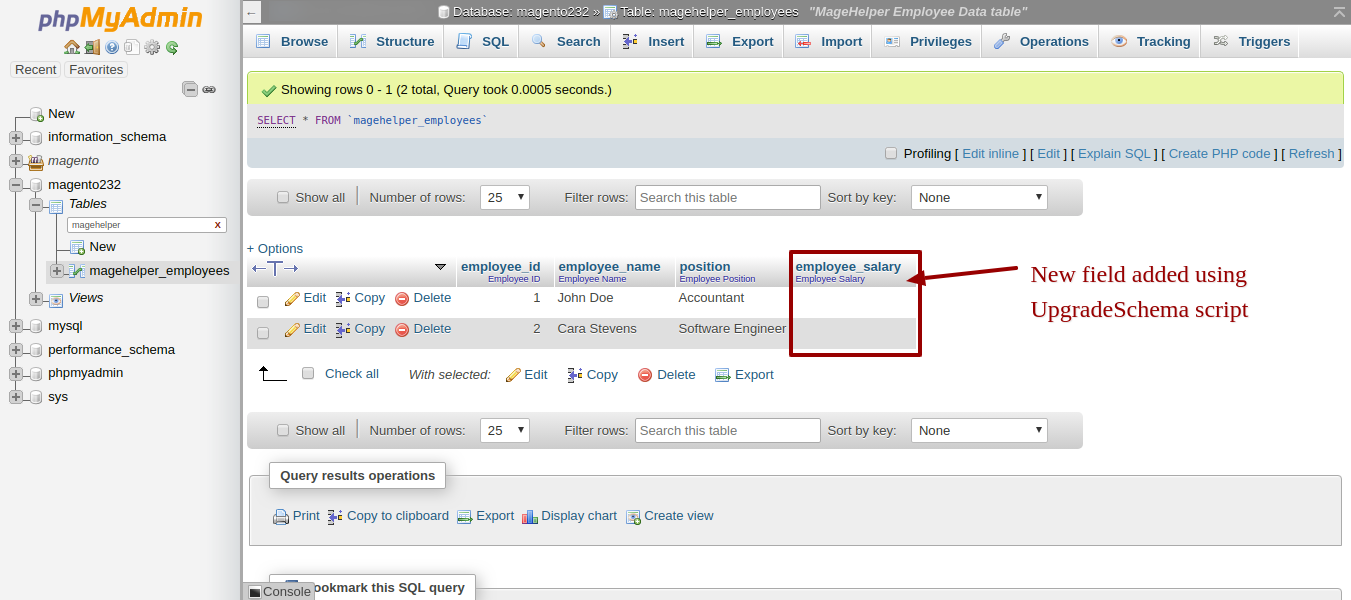 phpMyAdmin
Recent Favorites
New
information_schema
magento
magento232
Tables
magehelper X
New
magehelper_employees
Views
mysql
performance_schema
phpmyadmin
sys
← Database: magento232 » Table: magehelper_employees "MageHelper Employee Data table"
Browse Structure SQL Search Insert Export Import Privileges Operations Tracking Triggers
Showing rows 0 - 1 (2 total, Query took 0.0005 seconds.)
SELECT * FROM `magehelper_employees`
Profiling [ Edit inline ] [ Edit ] [ Explain SQL ] [ Create PHP code ] [ Refresh ]
Show all Number of rows: 25 Filter rows: Search this table Sort by key: None
+ Options
←T→ employee_id employee_name position employee_salary
Employee ID Employee Name Employee Position Employee Salary
Edit Copy Delete 1 John Doe Accountant
Edit Copy Delete 2 Cara Stevens Software Engineer
New field added using
UpgradeSchema script
Check all With selected: Edit Copy Delete Export
Show all Number of rows: 25 Filter rows: Search this table Sort by key: None
Query results operations
Print Copy to clipboard Export Display chart Create view
ookmark this SQL query
Console